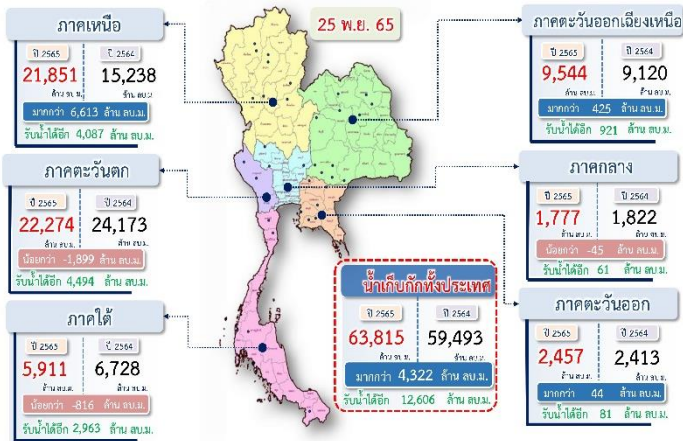 ภาคเหนือ
ปี 2565 ปี 2564
21,851 15,238
ล้าน ลบ.ม. ล้าน ลบ.ม.
มากกว่า 6,613 ล้าน ลบ.ม.
รับน้ำได้อีก 4,087 ล้าน ลบ.ม.
25 พ.ย. 65
ภาคตะวันออกเฉียงเหนือ
ปี 2565 ปี 2564
9,544 9,120
ล้าน ลบ.ม. ล้าน ลบ.ม.
มากกว่า 425 ล้าน ลบ.ม.
รับน้ำได้อีก 921 ล้าน ลบ.ม.
ภาคตะวันตก
ปี 2565 ปี 2564
22,274 24,173
ล้าน ลบ.ม. ล้าน ลบ.ม.
น้อยกว่า -1,899 ล้าน ลบ.ม.
รับน้ำได้อีก 4,494 ล้าน ลบ.ม.
ภาคกลาง
ปี 2565 ปี 2564
1,777 1,822
ล้าน ลบ.ม. ล้าน ลบ.ม.
น้อยกว่า -45 ล้าน ลบ.ม.
รับน้ำได้อีก 61 ล้าน ลบ.ม.
ภาคใต้
ปี 2565 ปี 2564
5,911 6,728
ล้าน ลบ.ม. ล้าน ลบ.ม.
น้อยกว่า -816 ล้าน ลบ.ม.
รับน้ำได้อีก 2,963 ล้าน ลบ.ม.
น้ำเก็บกักทั้งประเทศ
ปี 2565 ปี 2564
63,815 59,493
ล้าน ลบ.ม. ล้าน ลบ.ม.
มากกว่า 4,322 ล้าน ลบ.ม.
รับน้ำได้อีก 12,606 ล้าน ลบ.ม.
ภาคตะวันออก
ปี 2565 ปี 2564
2,457 2,413
ล้าน ลบ.ม. ล้าน ลบ.ม.
มากกว่า 44 ล้าน ลบ.ม.
รับน้ำได้อีก 81 ล้าน ลบ.ม.